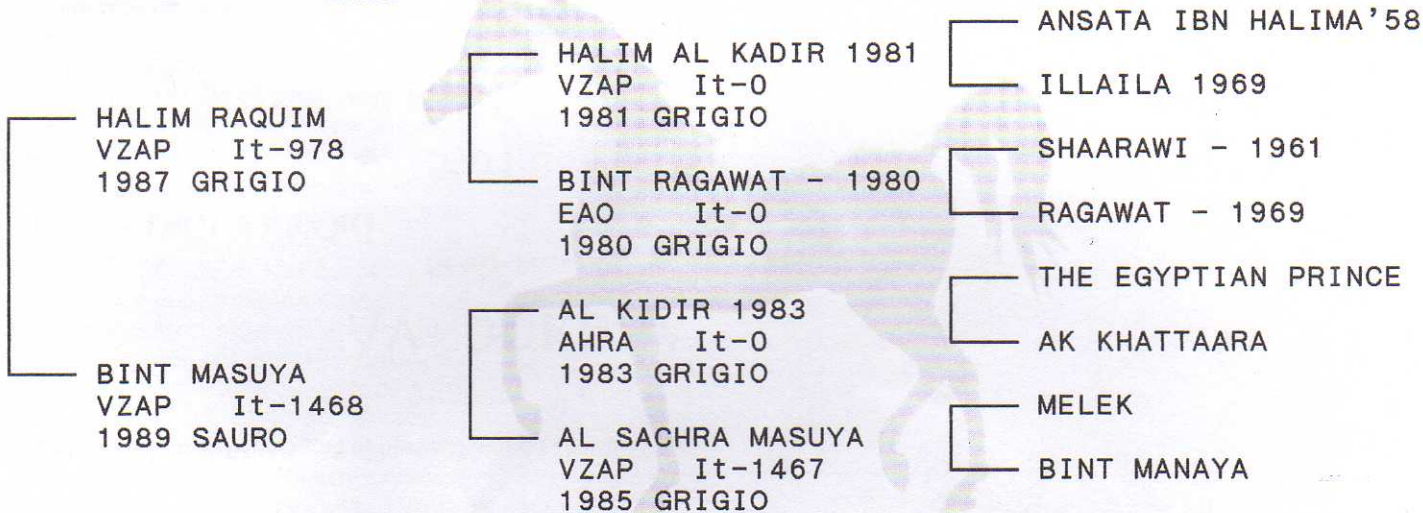 HALIM RAQUIM
VZAP It-978
1987 GRIGIO
BINT MASUYA
VZAP It-1468
1989 SAURO
HALIM AL KADIR 1981
VZAP It-0
1981 GRIGIO
BINT RAGAWAT - 1980
EAO It-0
1980 GRIGIO
AL KIDIR 1983
AHRA It-0
1983 GRIGIO
AL SACHRA MASUYA
VZAP It-1467
1985 GRIGIO
ANSATA IBN HALIMA'58
ILLAILA 1969
SHAARAWI - 1961
RAGAWAT - 1969
THE EGYPTIAN PRINCE
AK KHATTAARA
MELEK
BINT MANAYA